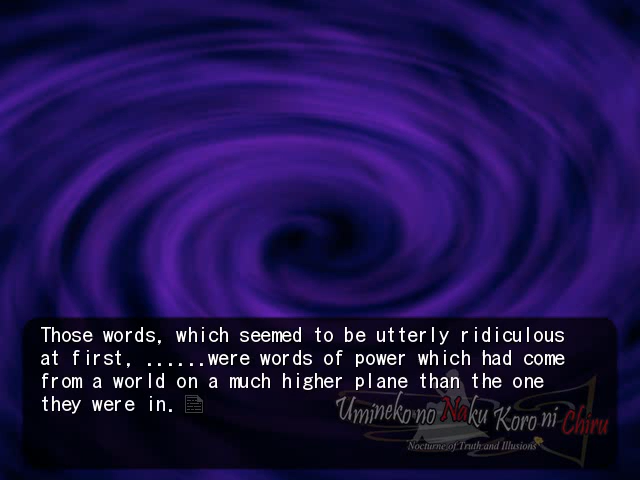 Those words, which seemed to be utterly ridiculous
at first, ......were words of power which had come
from a world on a much higher plane than the one
they were in.
Umineko no Naku Koro ni Chiru
Nocturne of Truth and Illusions